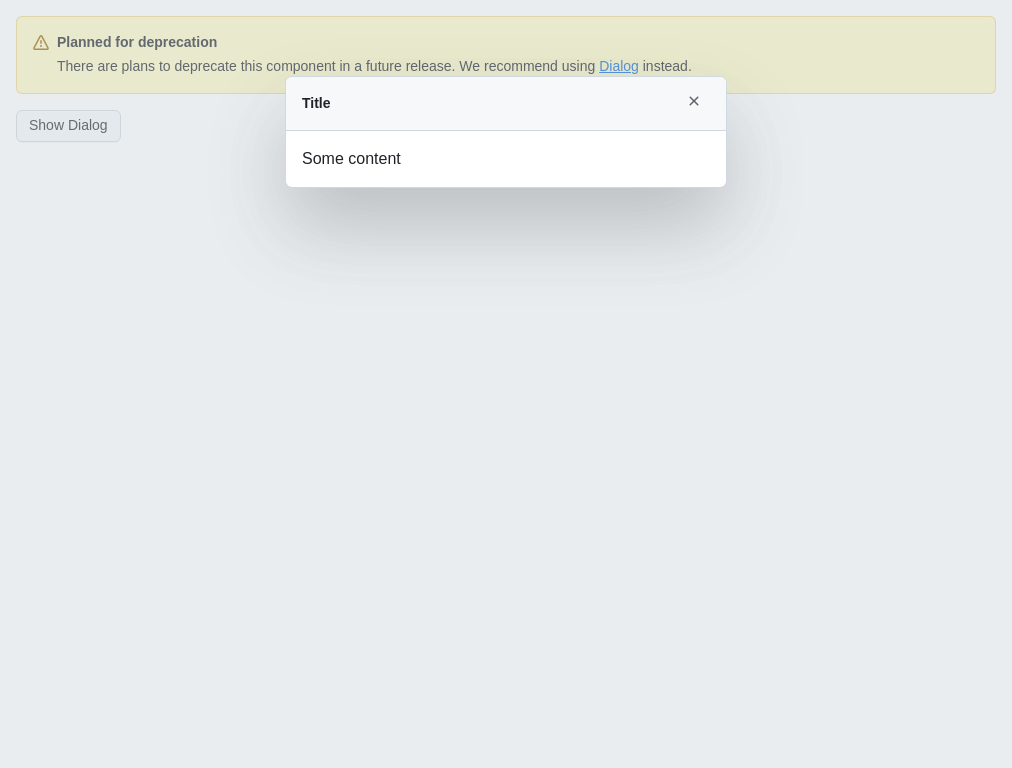 Planned for deprecation
There are plans to deprecate this component in a future release. We recommend using Dialog instead.
Title
Show Dialog
Some content